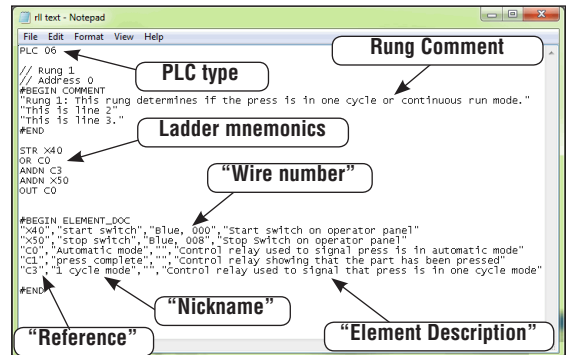 rll text - Notepad
File Edit Format View Help
PLC 06
Rung Comment
PLC type
// Rung 1
// Address 0
#BEGIN COMMENT
"Rung 1: This rung determines if the press is in one cycle or continuous run mode."
"This is line 2"
"This is line 3."
#END
Ladder mnemonics
STR X40
OR C0
ANDN C3
ANDN X50
OUT C0
“Wire number”
#BEGIN ELEMENT_DOC
"X40","start switch","Blue, 000","Start switch on operator panel"
"X50","stop switch","Blue, 008","Stop Switch on operator panel"
"C0","Automatic mode","","Control relay used to signal press is in automatic mode"
"C1","press complete","","Control relay showing that the part has been pressed"
"C3","1 cycle mode","","Control relay used to signal that press is in one cycle mode"
#END
“Nickname”
“Reference”
“Element Description”